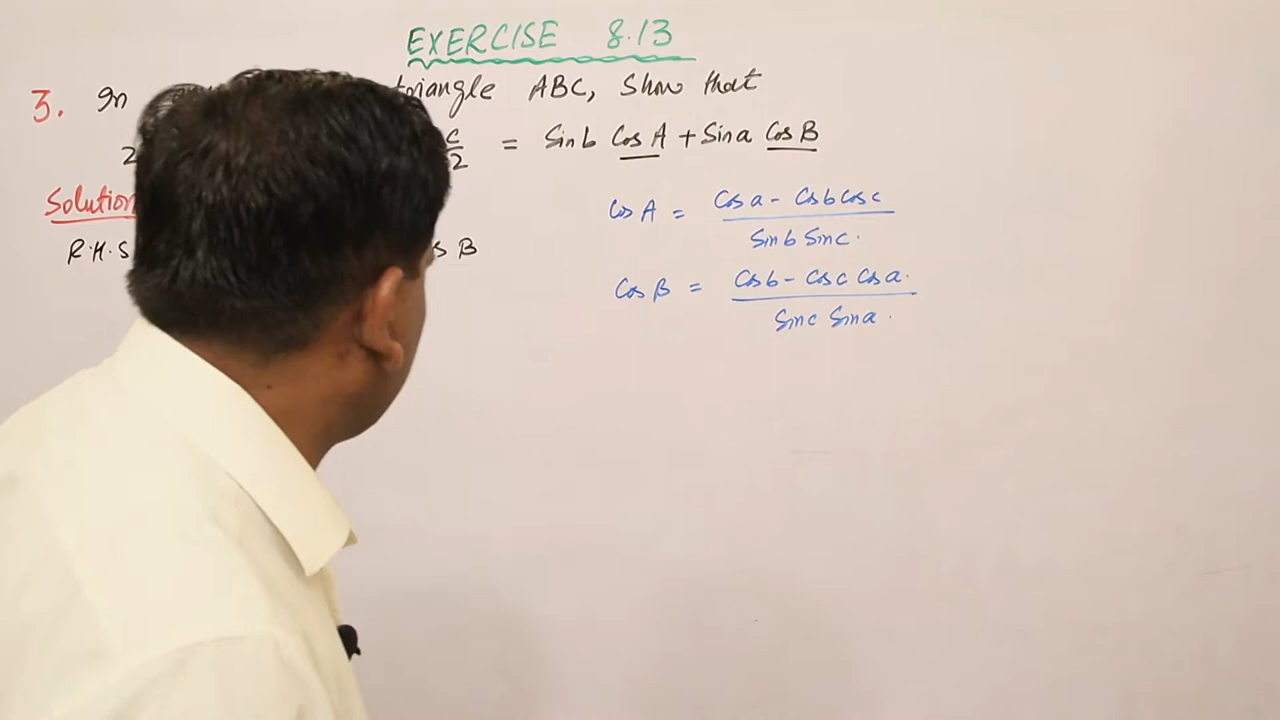 EXERCISE 8.13
3. In triangle ABC, Show that
2 c/2 = Sin b Cos A + Sin a Cos B
Solution
Cos A = Cos a - Cos b Cos c / Sin b Sin c.
R.H.S B
Cos B = Cos b - Cos c Cos a. / Sin c Sin a.